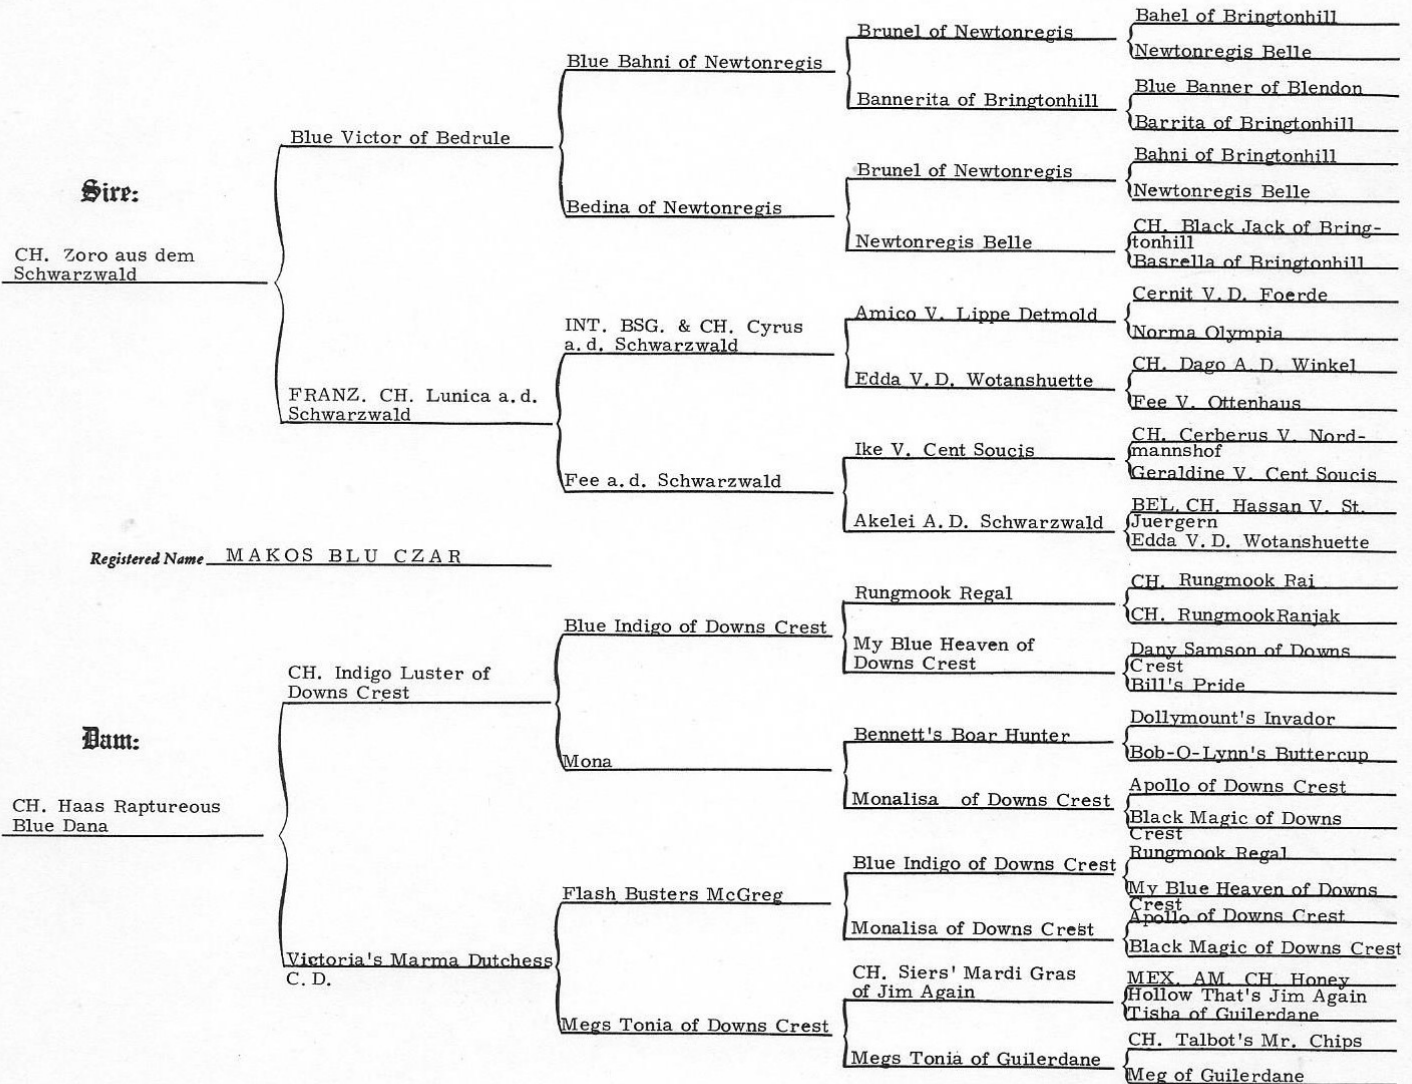 Sire:
CH. Zoro aus dem
Schwarzwald
Blue Victor of Bedrule
FRANZ. CH. Lunica a.d.
Schwarzwald
Blue Bahni of Newtonregis
Bedina of Newtonregis
INT. BSG. & CH. Cyrus
a.d. Schwarzwald
Fee a.d. Schwarzwald
Brunel of Newtonregis
Bannerita of Bringtonhill
Brunel of Newtonregis
Newtonregis Belle
Amico V. Lippe Detmold
Edda V.D. Wotanshuette
Ike V. Cent Soucis
Akelei A.D. Schwarzwald
Bahel of Bringtonhill
Newtonregis Belle
Blue Banner of Blendon
Barrita of Bringtonhill
Bahni of Bringtonhill
Newtonregis Belle
CH. Black Jack of Bring-
tonhill
Basrella of Bringtonhill
Cernit V.D. Foerde
Norma Olympia
CH. Dago A.D. Winkel
Fee V. Ottenhaus
CH. Cerberus V. Nord-
mannshof
Geraldine V. Cent Soucis
BEL. CH. Hassan V. St.
Juergern
Edda V.D. Wotanshuette
Registered Name MAKOS BLU CZAR
Dam:
CH. Haas Raptureous
Blue Dana
CH. Indigo Luster of
Downs Crest
Victoria's Marma Dutchess
C.D.
Blue Indigo of Downs Crest
Mona
Flash Busters McGreg
Megs Tonia of Downs Crest
Rungmook Regal
My Blue Heaven of
Downs Crest
Bennett's Boar Hunter
Monalisa of Downs Crest
Blue Indigo of Downs Crest
Monalisa of Downs Crest
CH. Siers' Mardi Gras
of Jim Again
Megs Tonia of Guilerdane
CH. Rungmook Rai
CH. RungmookRanjak
Dany Samson of Downs
Crest
Bill's Pride
Dollymount's Invador
Bob-O-Lynn's Buttercup
Apollo of Downs Crest
Black Magic of Downs
Crest
Rungmook Regal
My Blue Heaven of Downs
Crest
Apollo of Downs Crest
Black Magic of Downs Crest
MEX. AM. CH. Honey
Hollow That's Jim Again
Tisha of Guilerdane
CH. Talbot's Mr. Chips
Meg of Guilerdane